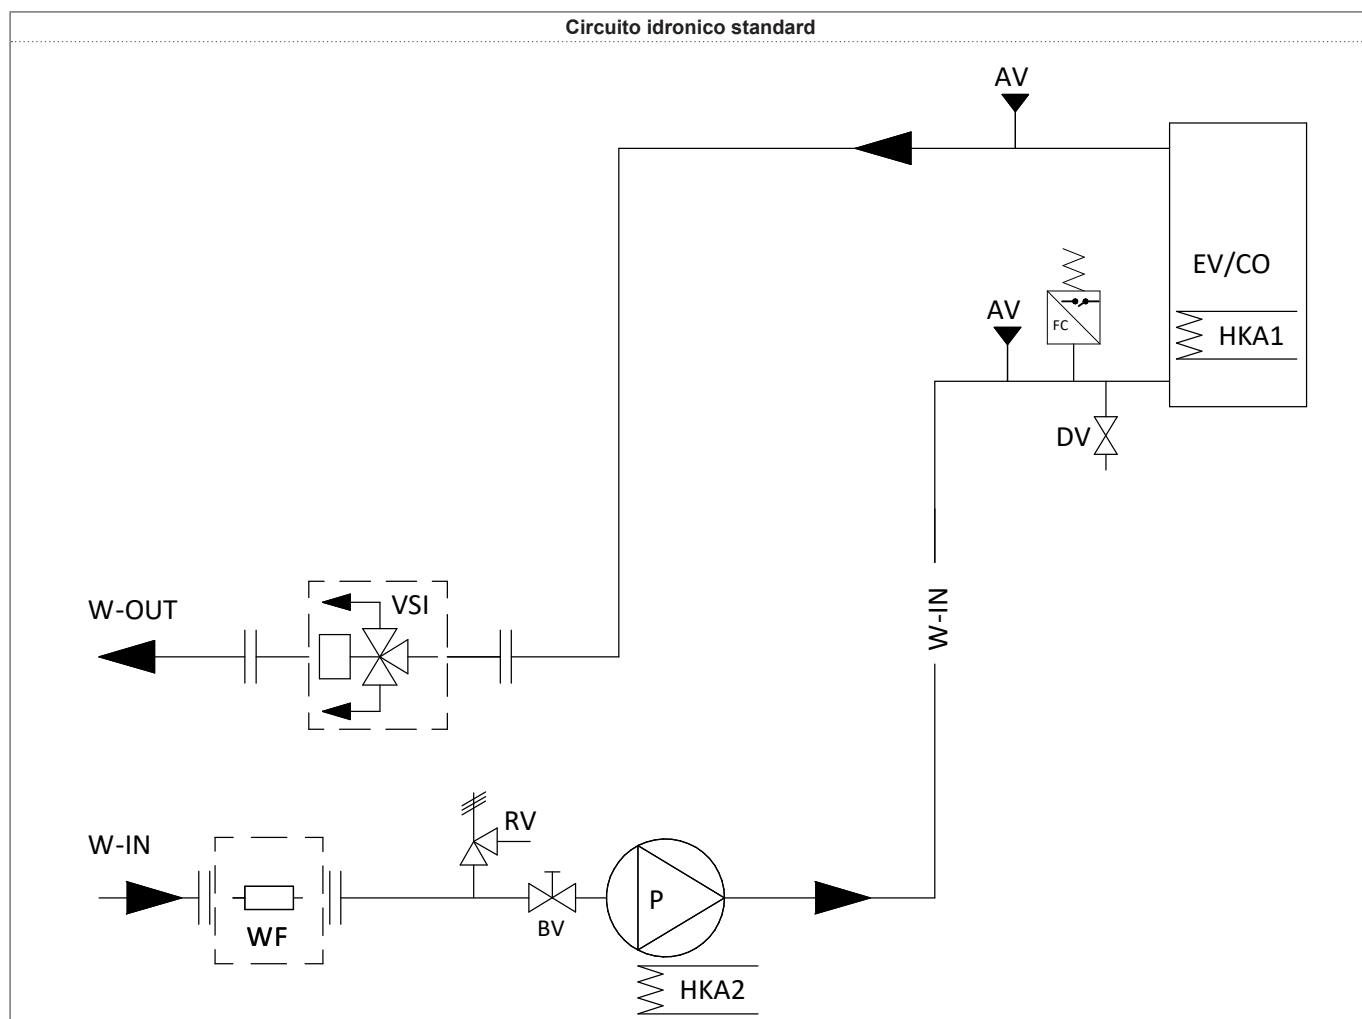 Circuito idronico standard
AV
EV/CO
AV
FC
HKA1
DV
W-OUT
VSI
W-IN
W-IN
RV
WF
BV
P
HKA2